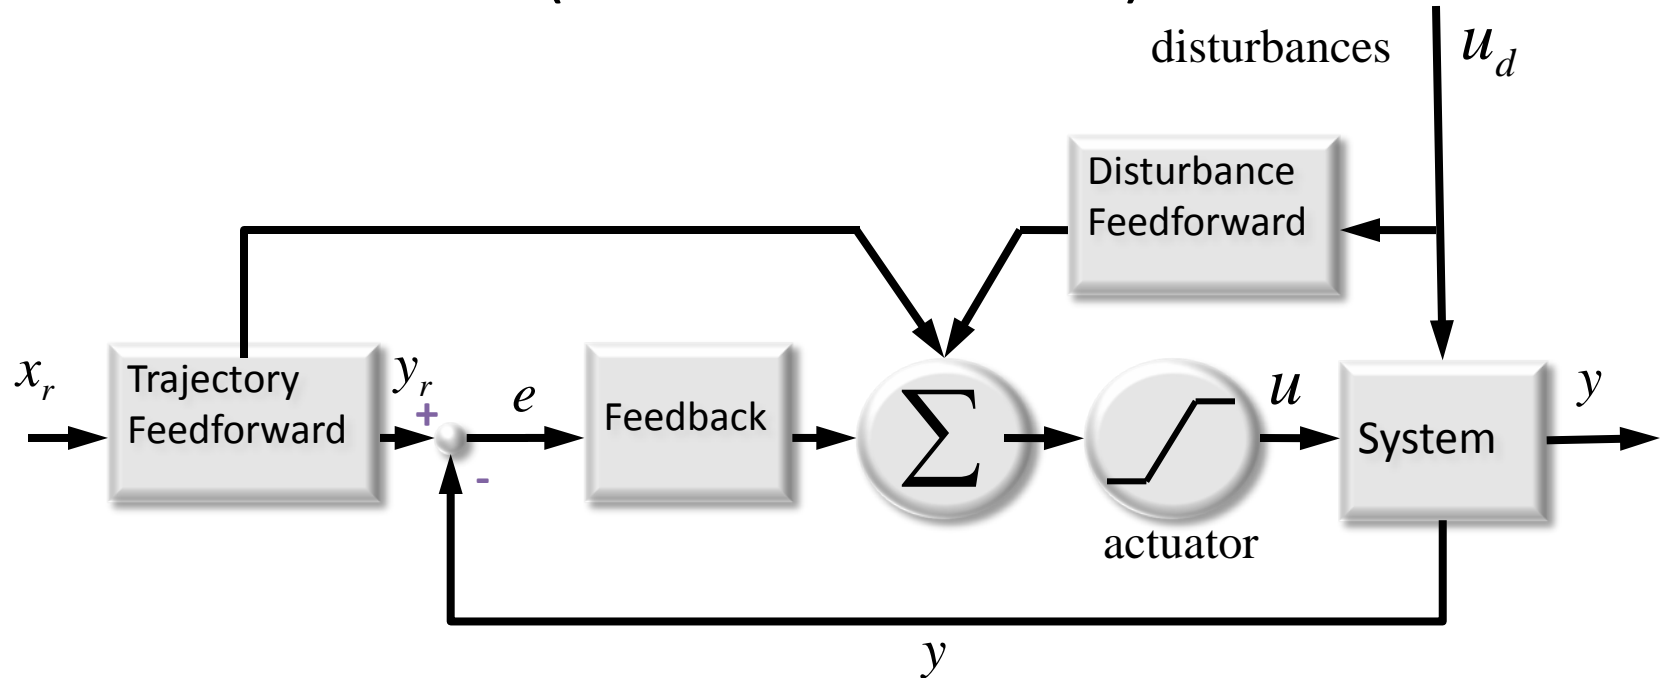 disturbances
u_d
Disturbance
Feedforward
x_r
Trajectory
Feedforward
y_r
+
-
e
Feedback
Σ
actuator
u
System
y
y